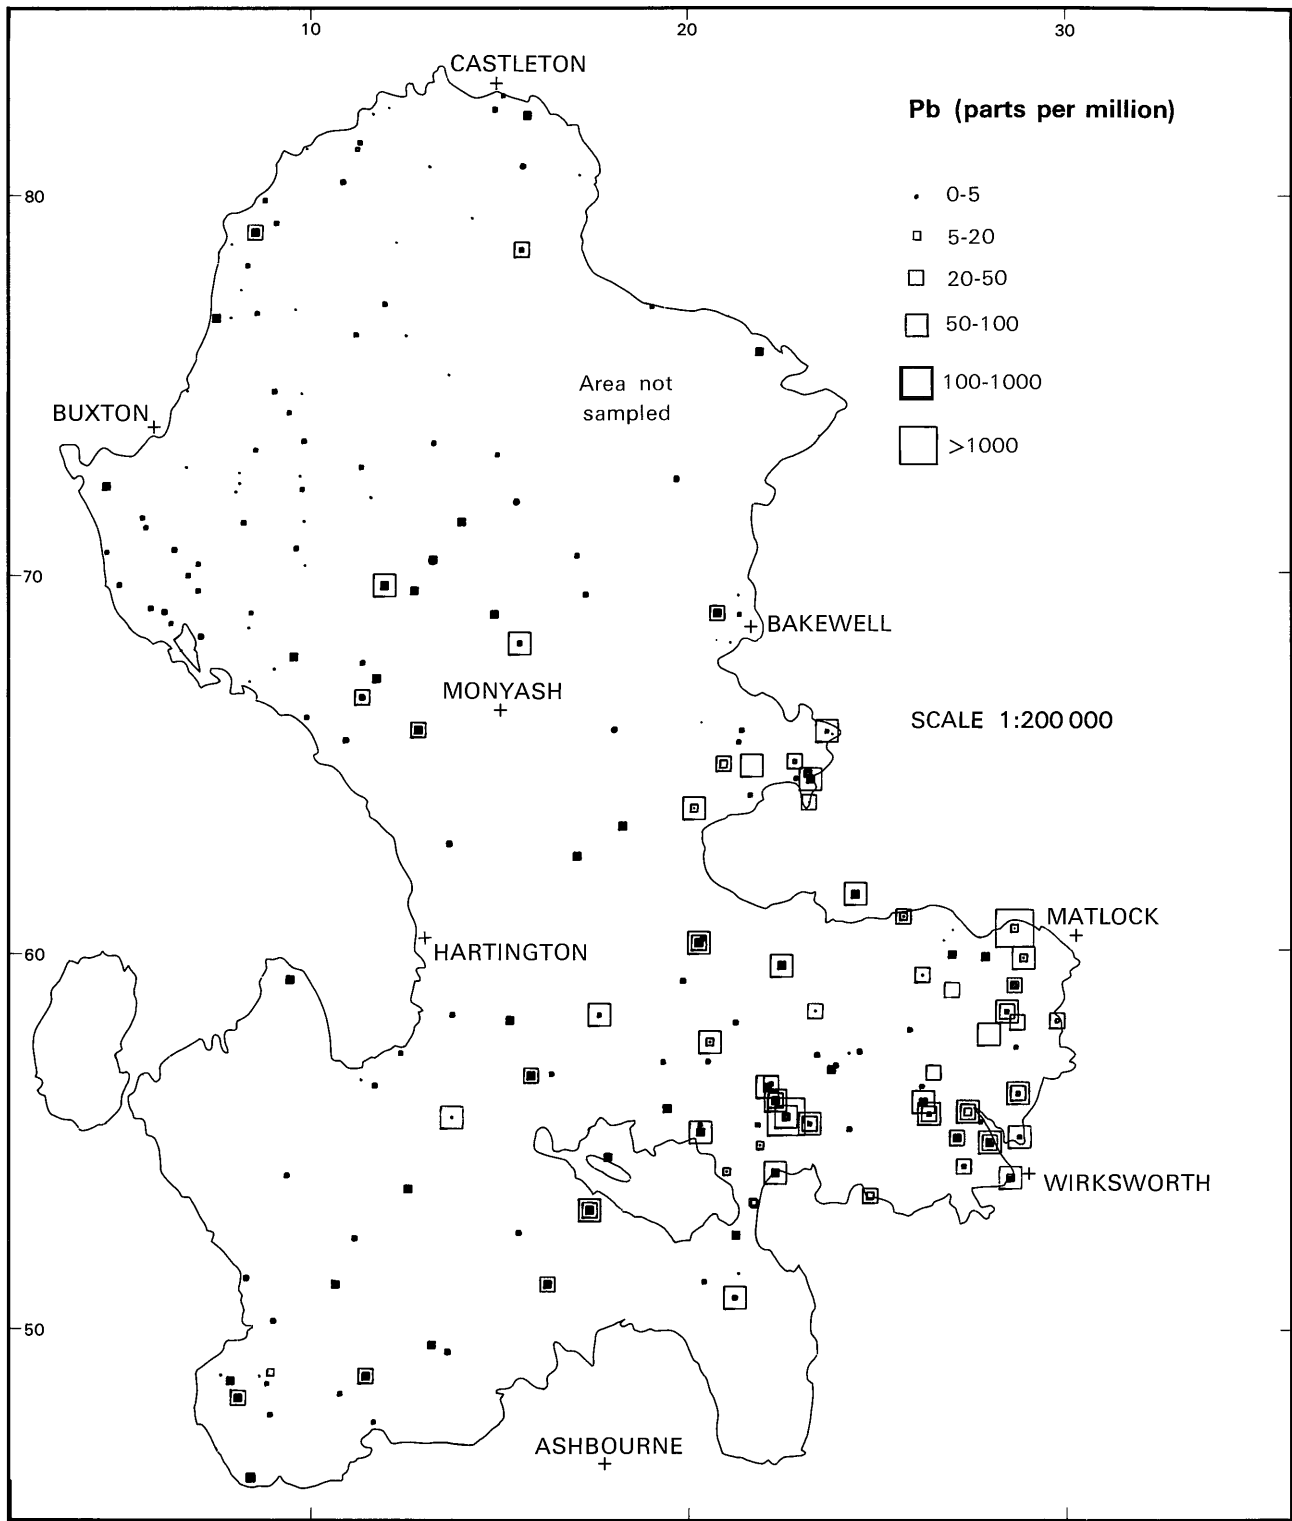 10 20 30
CASTLETON
Pb (parts per million)
0-5
80
5-20
20-50
50-100
100-1000
Area not
sampled
BUXTON
>1000
70
BAKEWELL
MONYASH
SCALE 1:200 000
MATLOCK
60
HARTINGTON
WIRKSWORTH
50
ASHBOURNE